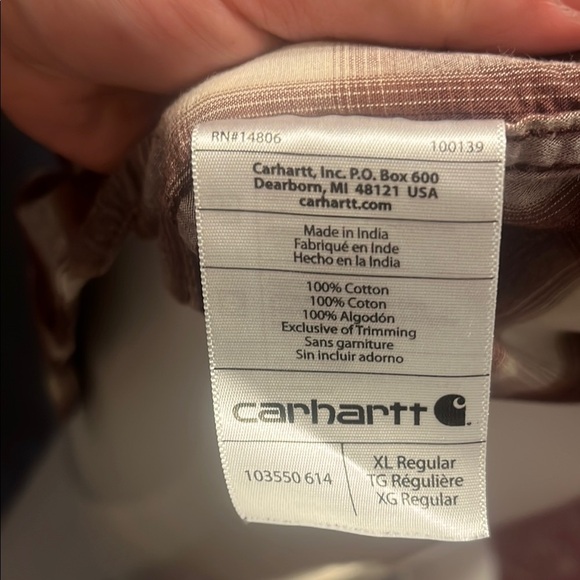 RN#14806 100139
Carhartt, Inc. P.O. Box 600
Dearborn, MI 48121 USA
carhartt.com
Made in India
Fabriqué en Inde
Hecho en la India
100% Cotton
100% Coton
100% Algodón
Exclusive of Trimming
Sans garniture
Sin incluir adorno
carhartt
103550 614
XL Regular
TG Régulière
XG Regular